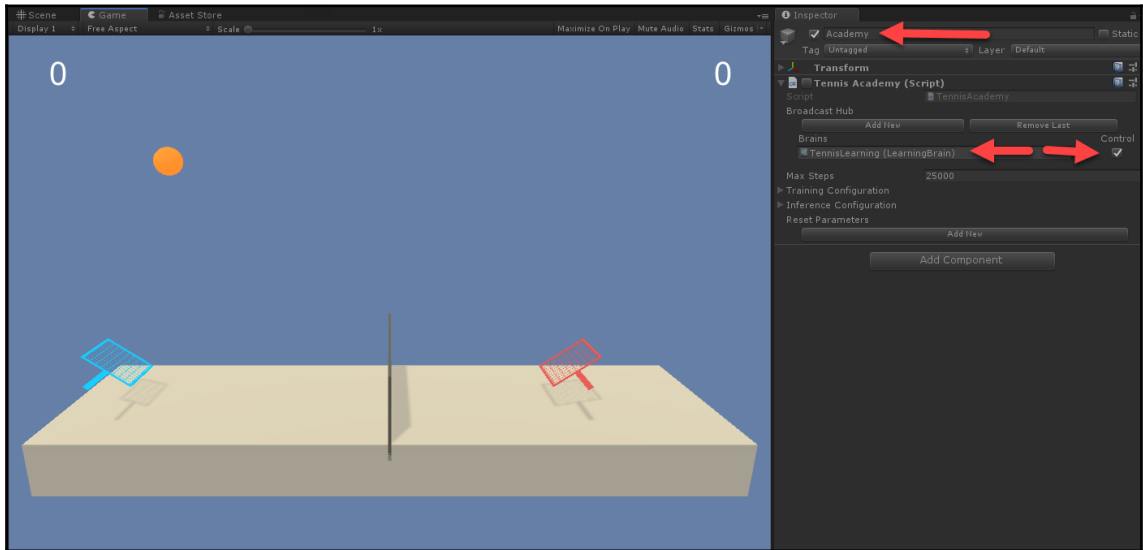 Scene Game Asset Store
Display 1 Free Aspect Scale 1x Maximize On Play Mute Audio Stats Gizmos
0 0
Inspector
Academy Static
Tag Untagged Layer Default
Transform
Tennis Academy (Script)
Script TennisAcademy
Broadcast Hub
Add New Remove Last
Brains Control
TennisLearning (LearningBrain)
Max Steps 25000
Training Configuration
Inference Configuration
Reset Parameters
Add New
Add Component